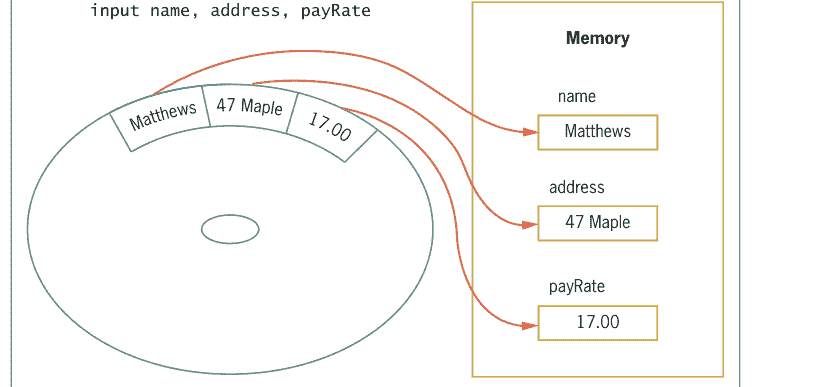 input name, address, payRate
Memory
Matthews
47 Maple
17.00
name
Matthews
address
47 Maple
payRate
17.00